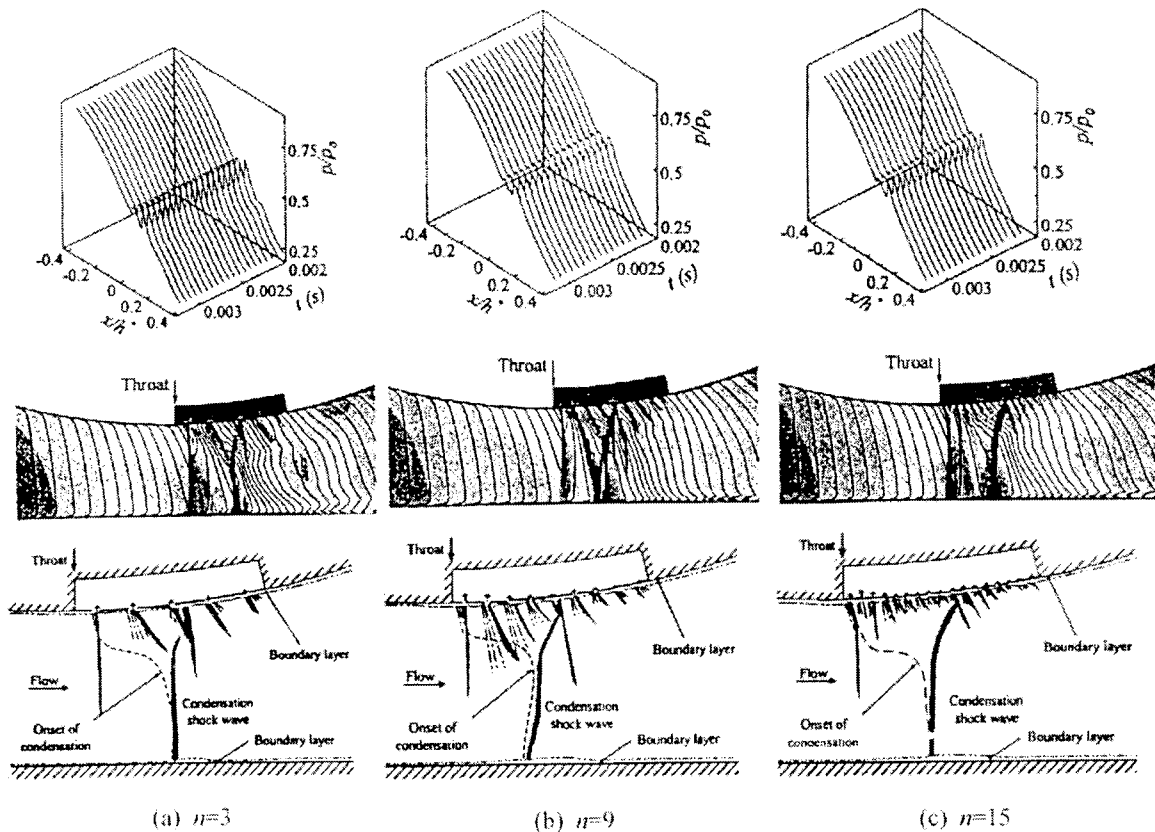 0.75
p/p₀
0.5
0.25
-0.4
-0.2
0
0.2
0.4
x/y*
0.002
0.0025
0.003
t (s)
0.75
p/p₀
0.5
0.25
-0.4
-0.2
0
0.2
0.4
x/y*
0.002
0.0025
0.003
t (s)
0.75
p/p₀
0.5
0.25
-0.4
-0.2
0
0.2
0.4
x/y*
0.002
0.0025
0.003
t (s)
Throat
Throat
Throat
Throat
Boundary layer
Flow
Onset of
condensation
Condensation
shock wave
Boundary layer
Throat
Boundary layer
Flow
Onset of
condensation
Condensation
shock wave
Boundary layer
Throat
Boundary layer
Flow
Onset of
condensation
Condensation
shock wave
Boundary layer
(a) n=3
(b) n=9
(c) n=15